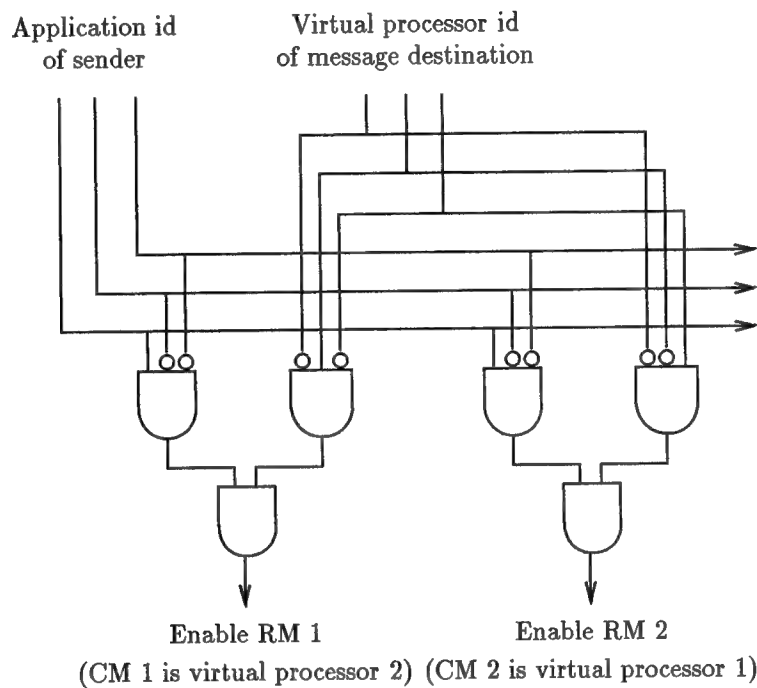 Application id
of sender
Virtual processor id
of message destination
Enable RM 1
(CM 1 is virtual processor 2)
Enable RM 2
(CM 2 is virtual processor 1)